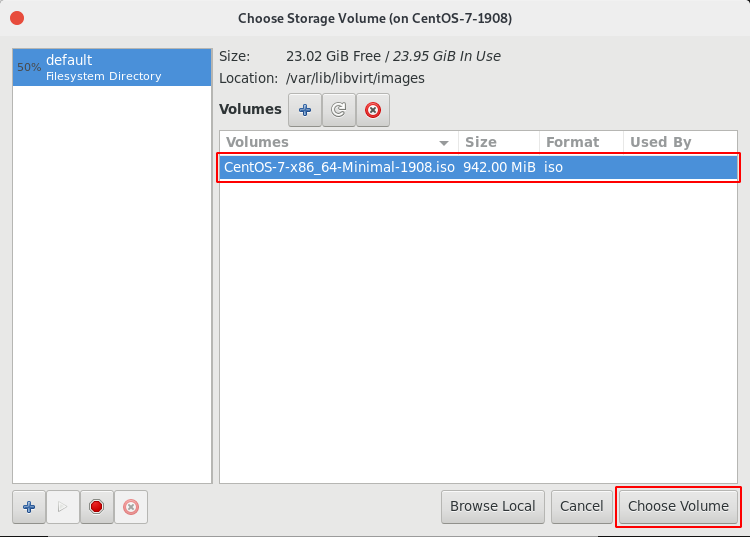 Choose Storage Volume (on CentOS-7-1908)
50%
default
Filesystem Directory
Size: 23.02 GiB Free / 23.95 GiB In Use
Location: /var/lib/libvirt/images
Volumes
Volumes Size Format Used By
CentOS-7-x86_64-Minimal-1908.iso 942.00 MiB iso
Browse Local Cancel Choose Volume